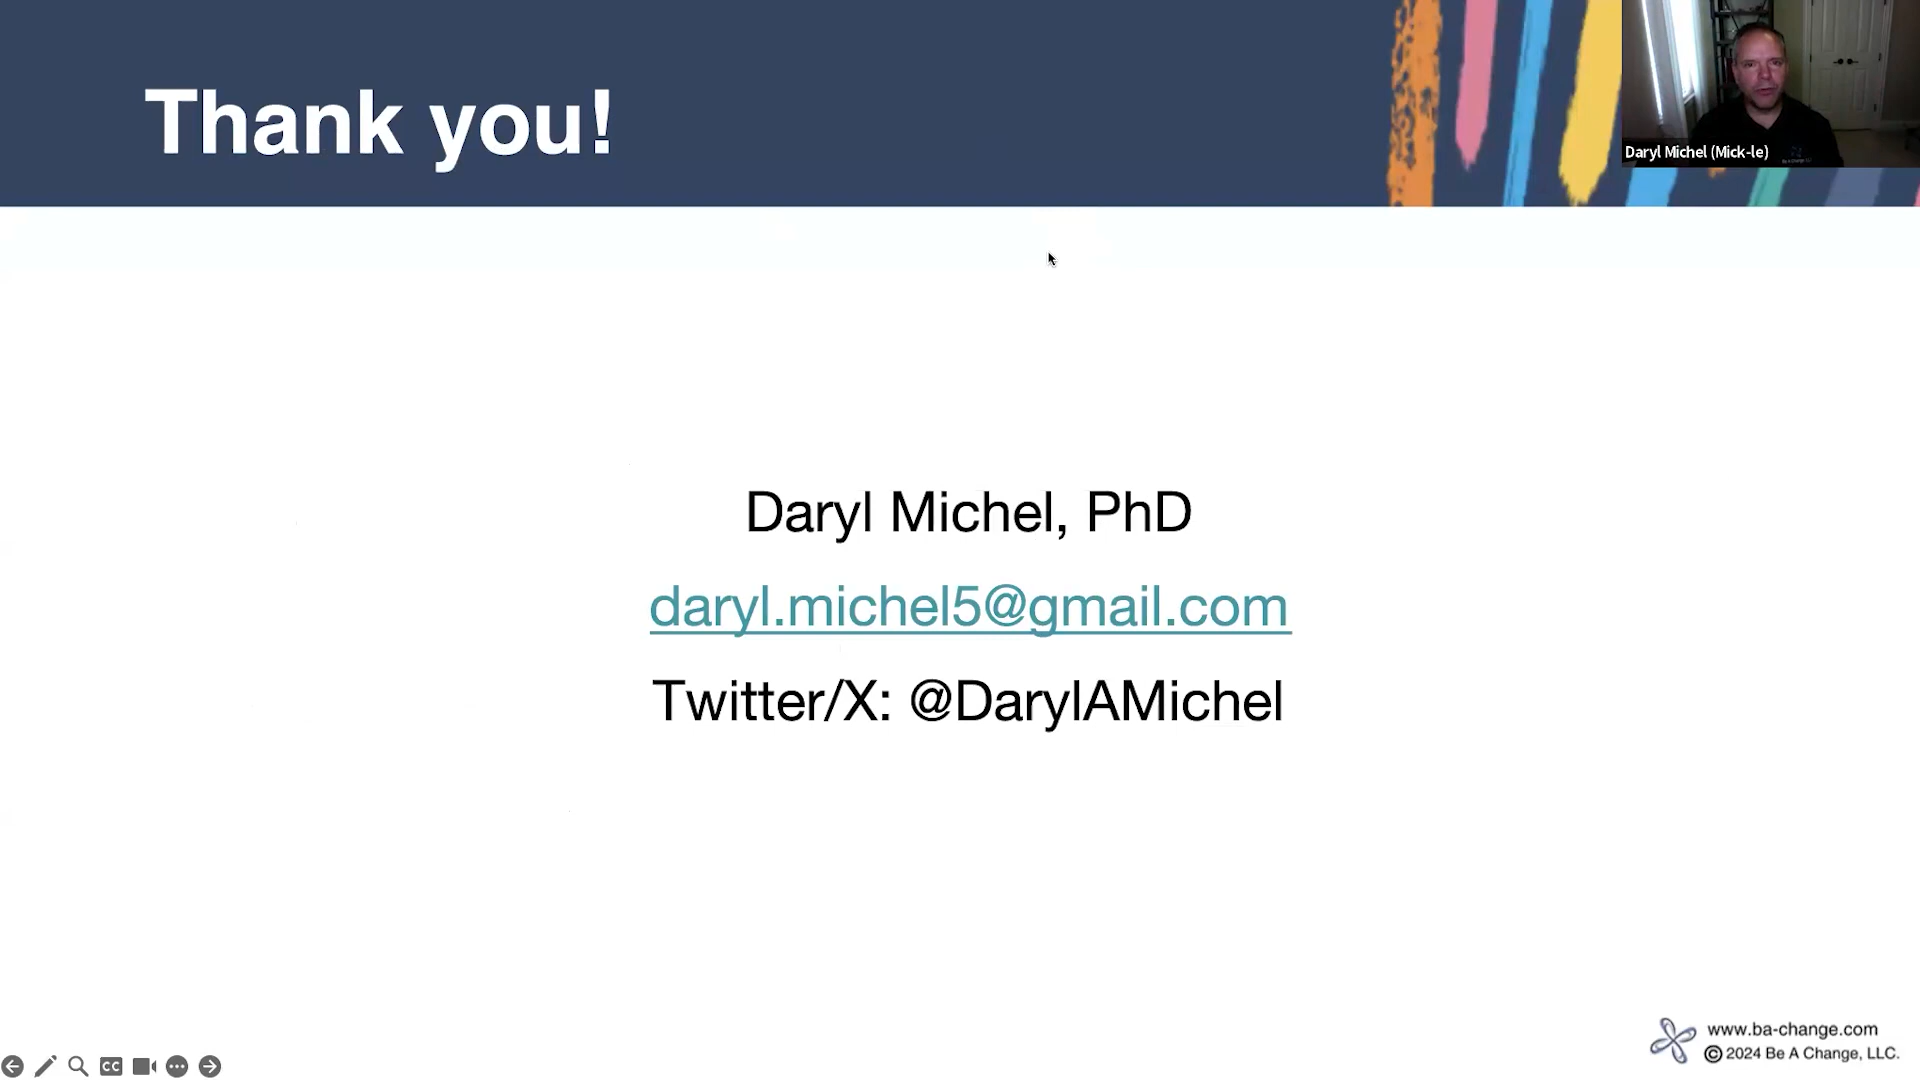 Thank you!
Daryl Michel (Mick-le)
Daryl Michel, PhD
daryl.michel5@gmail.com
Twitter/X: @DarylAMichel
www.ba-change.com
© 2024 Be A Change, LLC.
CC